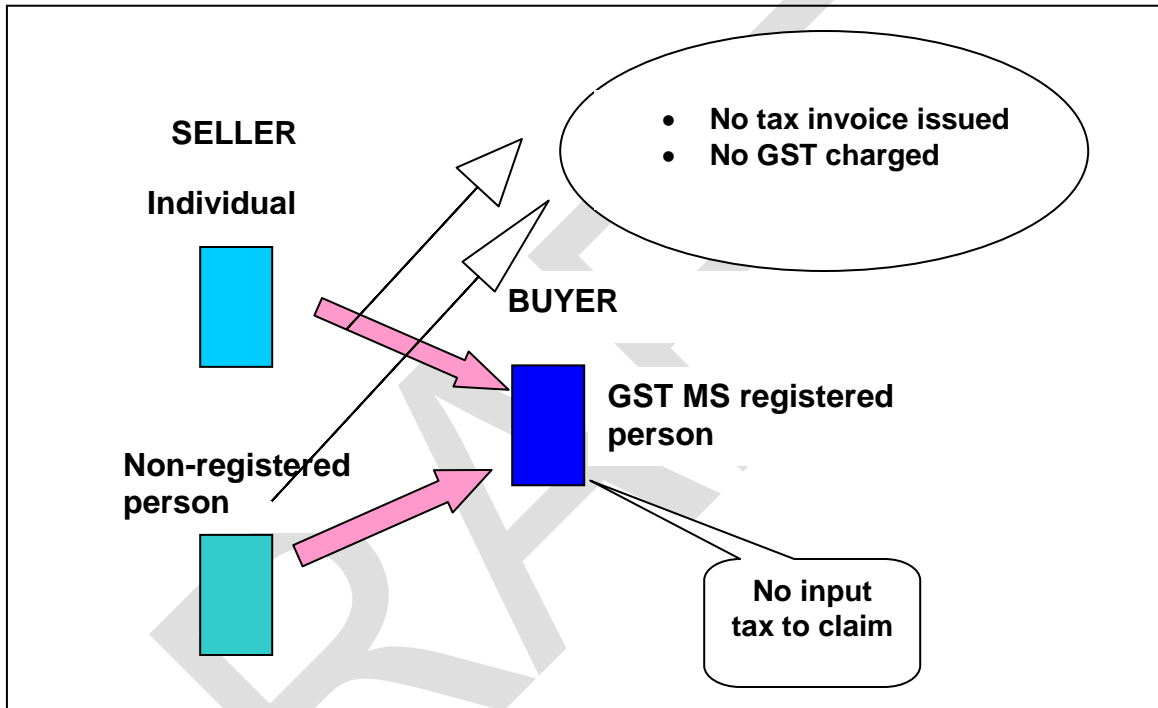 SELLER
Individual
• No tax invoice issued
• No GST charged
BUYER
GST MS registered
person
Non-registered
person
No input
tax to claim